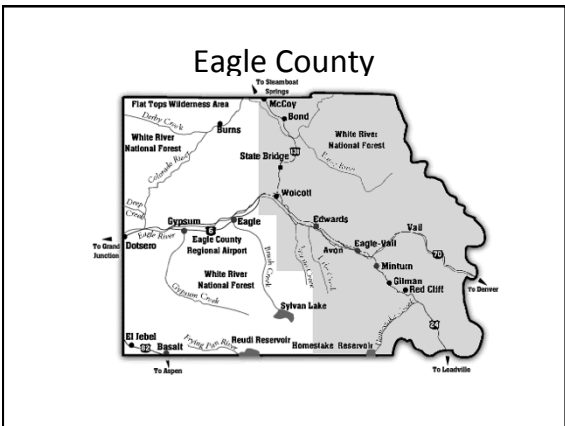 Eagle County
To Steamboat
Springs
Flat Tops Wilderness Area
McCoy
Derby Creek
Bond
Burns
White River
National Forest
White River
National Forest
Colorado River
State Bridge
131
Wolcott
Deep
Creek
Gypsum
Eagle
Edwards
Vail
Eagle River
6
To Grand
Junction
Dotsero
Eagle County
Regional Airport
Avon
Eagle-Vail
70
Minturn
White River
National Forest
Brush Creek
Gilman
Red Cliff
To Denver
Gypsum Creek
Sylvan Lake
24
El Jebel
82
Basalt
Frying Pan River
Reudi Reservoir
Homestake Reservoir
To Aspen
To Leadville